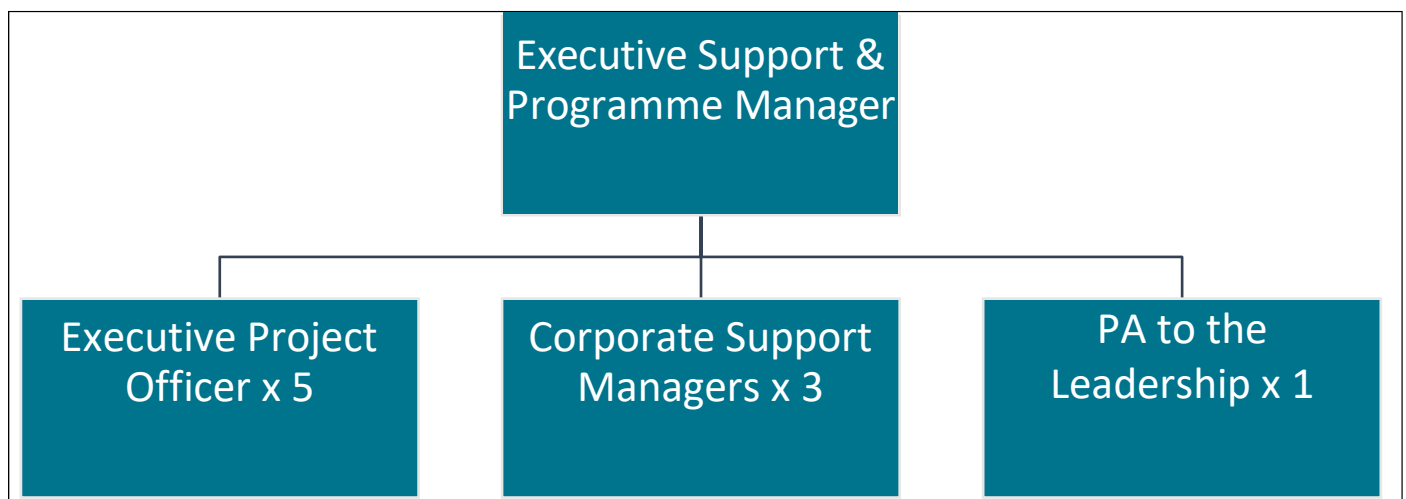 Executive Support &
Programme Manager
Executive Project
Officer x 5
Corporate Support
Managers x 3
PA to the
Leadership x 1